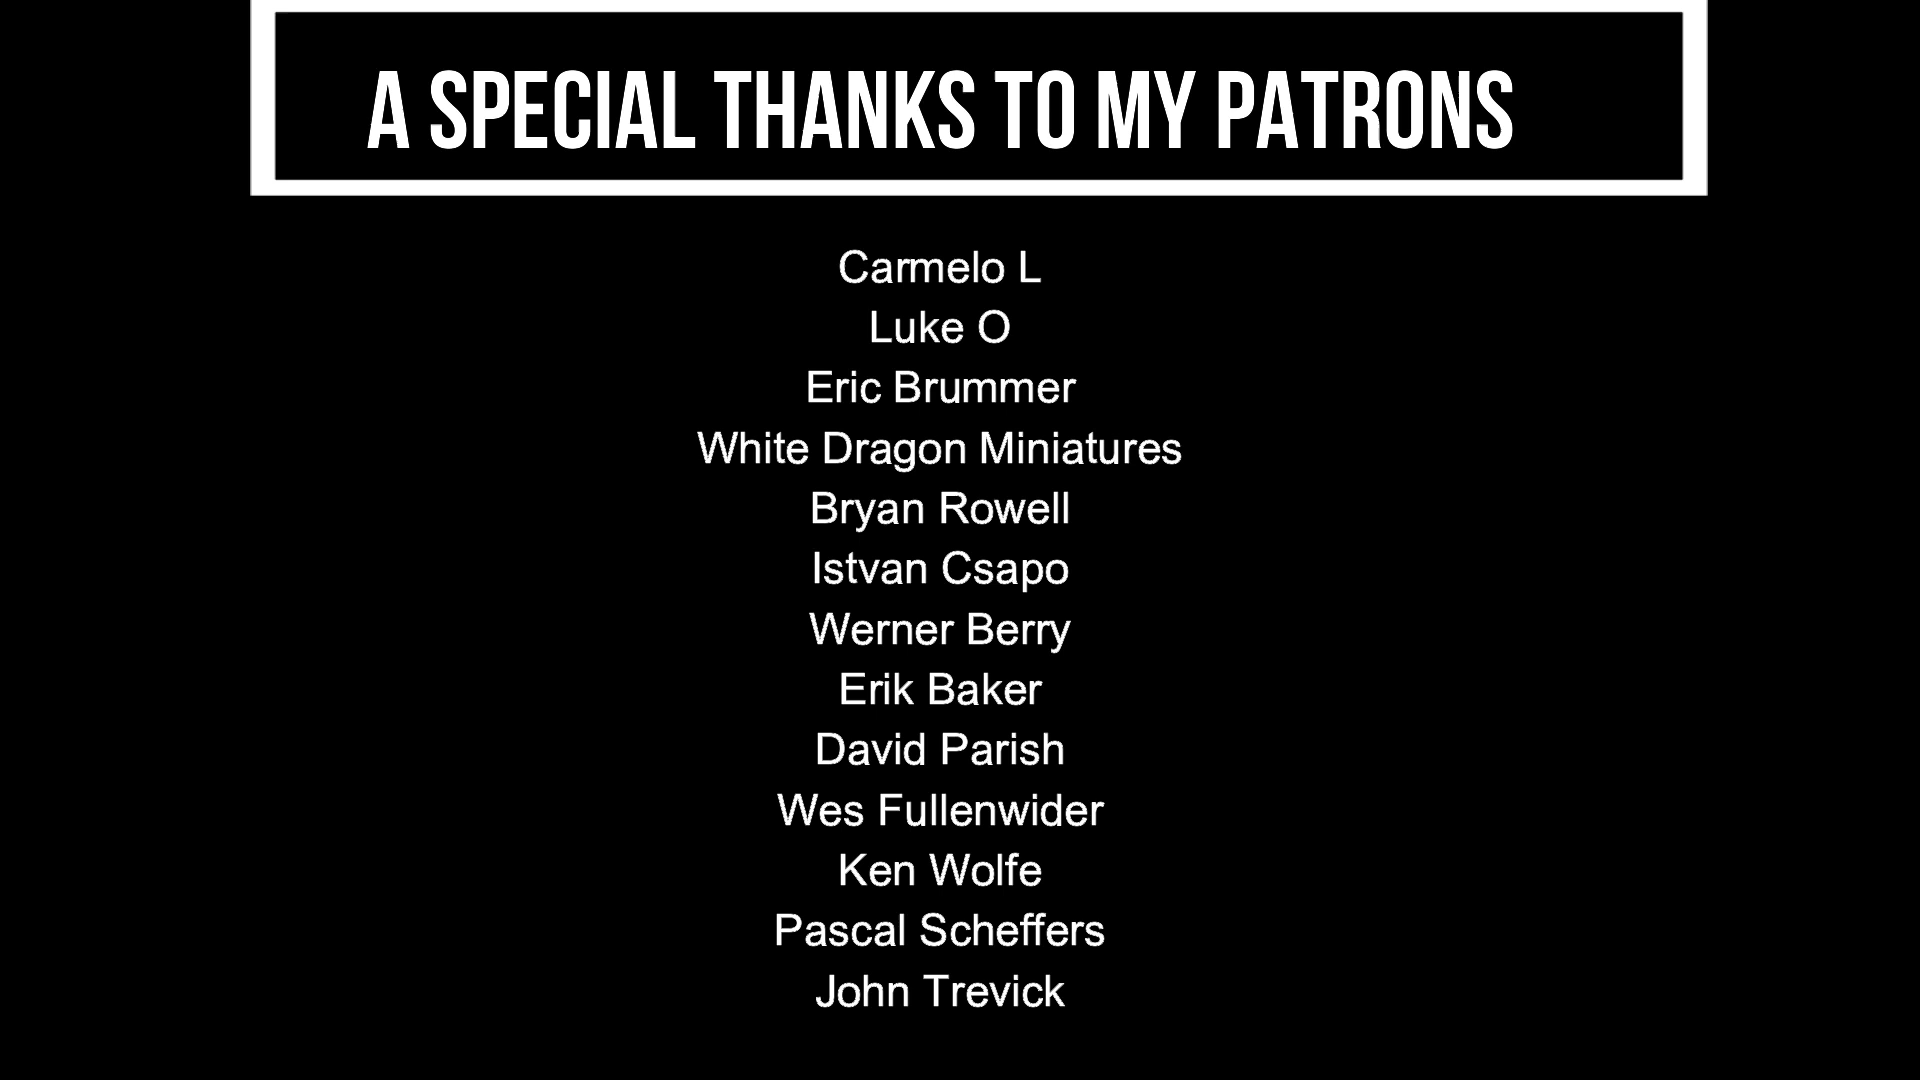 A SPECIAL THANKS TO MY PATRONS
Carmelo L
Luke O
Eric Brummer
White Dragon Miniatures
Bryan Rowell
Istvan Csapo
Werner Berry
Erik Baker
David Parish
Wes Fullenwider
Ken Wolfe
Pascal Scheffers
John Trevick